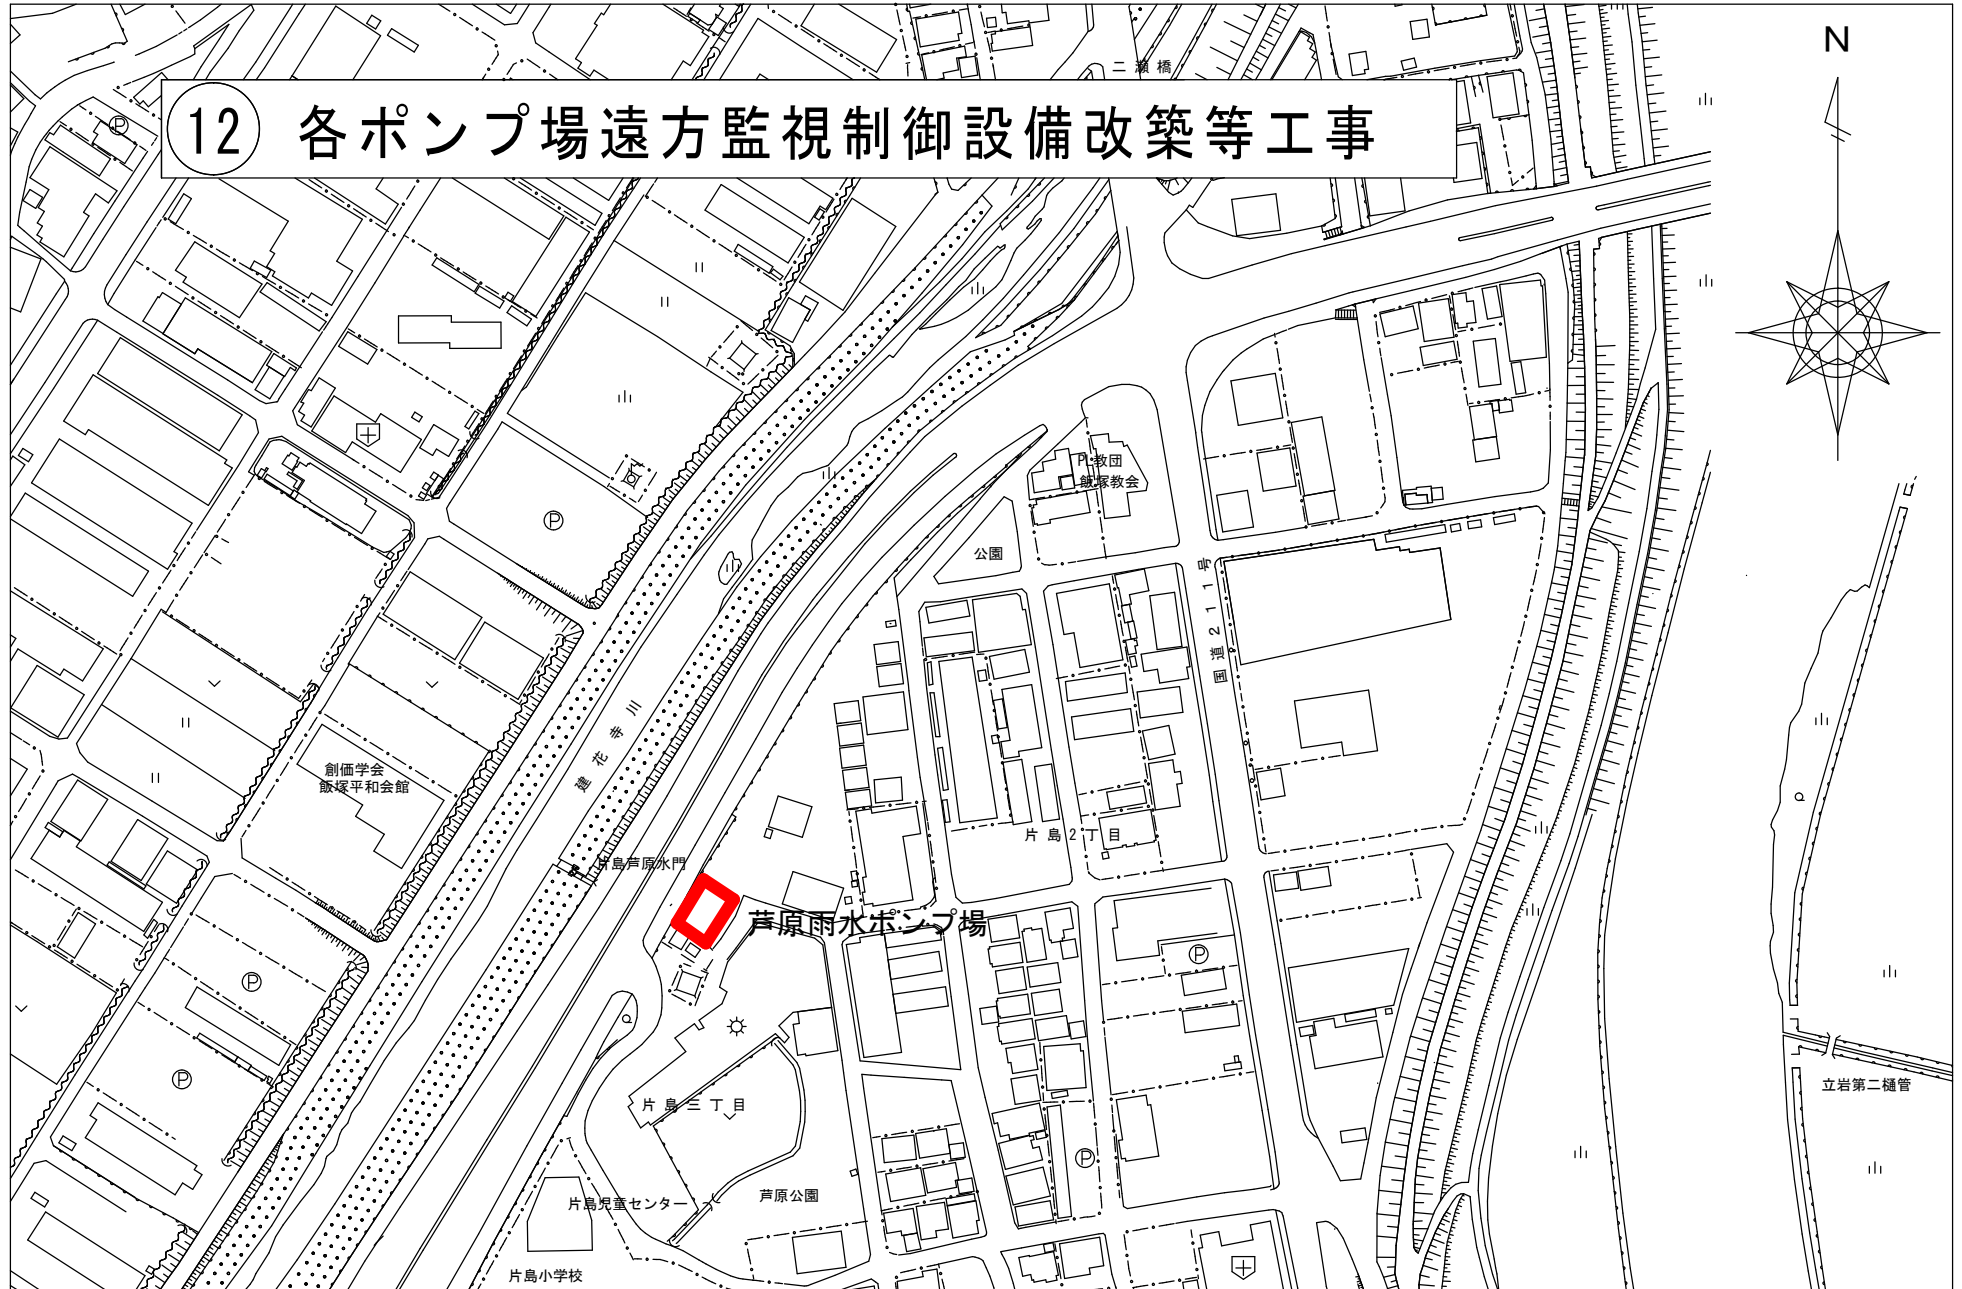 二瀬橋
N
12 各ポンプ場遠方監視制御設備改築等工事
P
PL教団
飯塚教会
P
公園
国道211号
建花寺川
創価学会
飯塚平和会館
片島2丁目
片島芦原水門
芦原雨水ポンプ場
P
P
P
立岩第二樋管
片島三丁目
P
芦原公園
片島児童センター
片島小学校